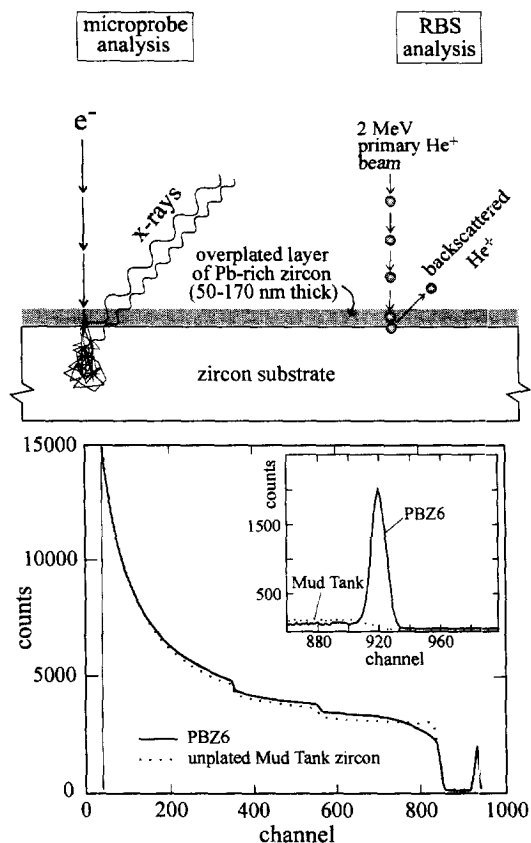 microprobe
analysis
RBS
analysis
e-
x-rays
2 MeV
primary He+
beam
backscattered
He+
overplated layer
of Pb-rich zircon
(50-170 nm thick)
zircon substrate
15000
10000
5000
0
counts
1500
500
counts
PBZ6
Mud Tank
880
920
960
channel
PBZ6
unplated Mud Tank zircon
0
200
400
600
800
1000
channel